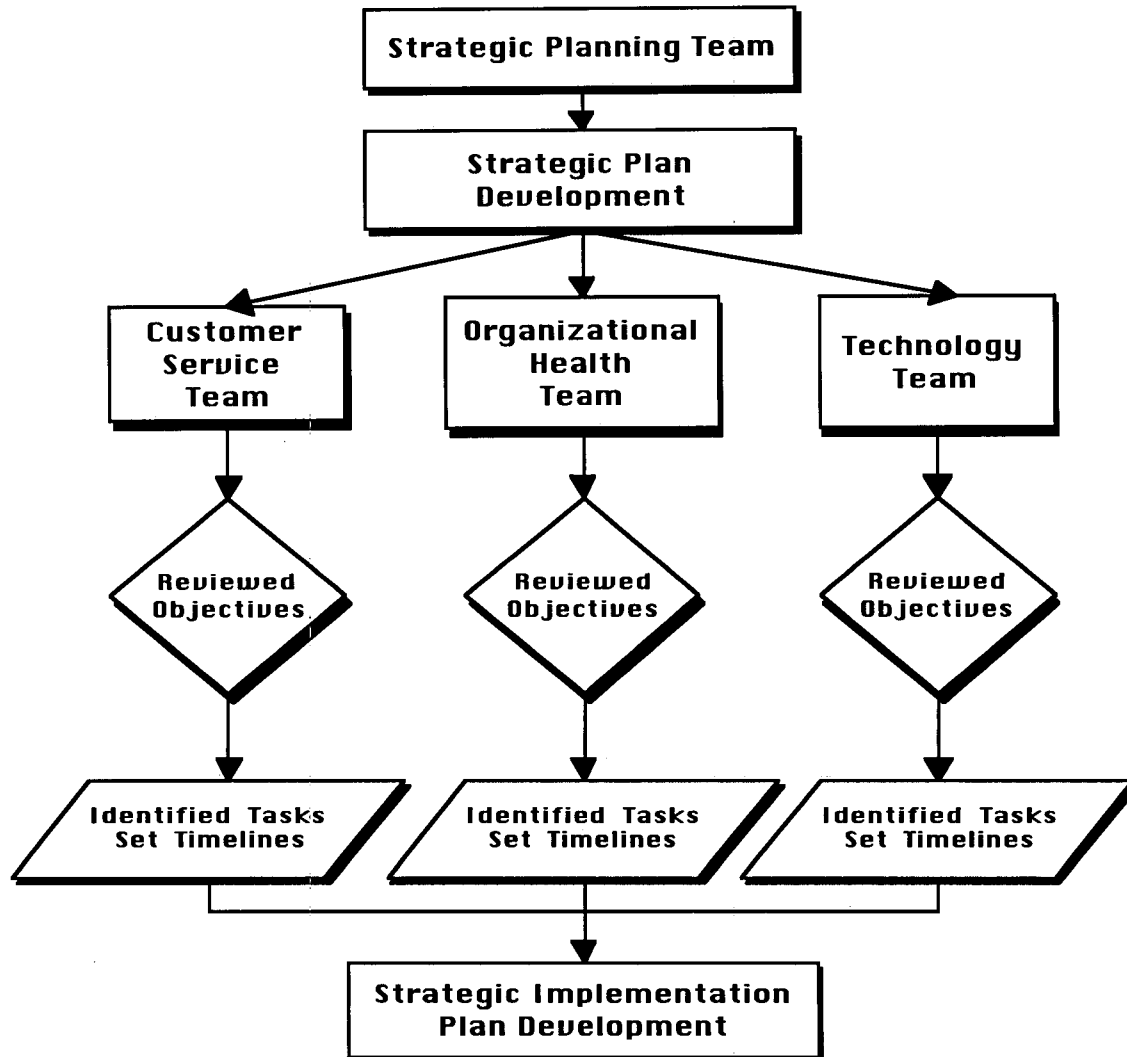 Strategic Planning Team
Strategic Plan
Development
Customer
Service
Team
Organizational
Health
Team
Technology
Team
Reviewed
Objectives
Reviewed
Objectives
Reviewed
Objectives
Identified Tasks
Set Timelines
Identified Tasks
Set Timelines
Identified Tasks
Set Timelines
Strategic Implementation
Plan Development